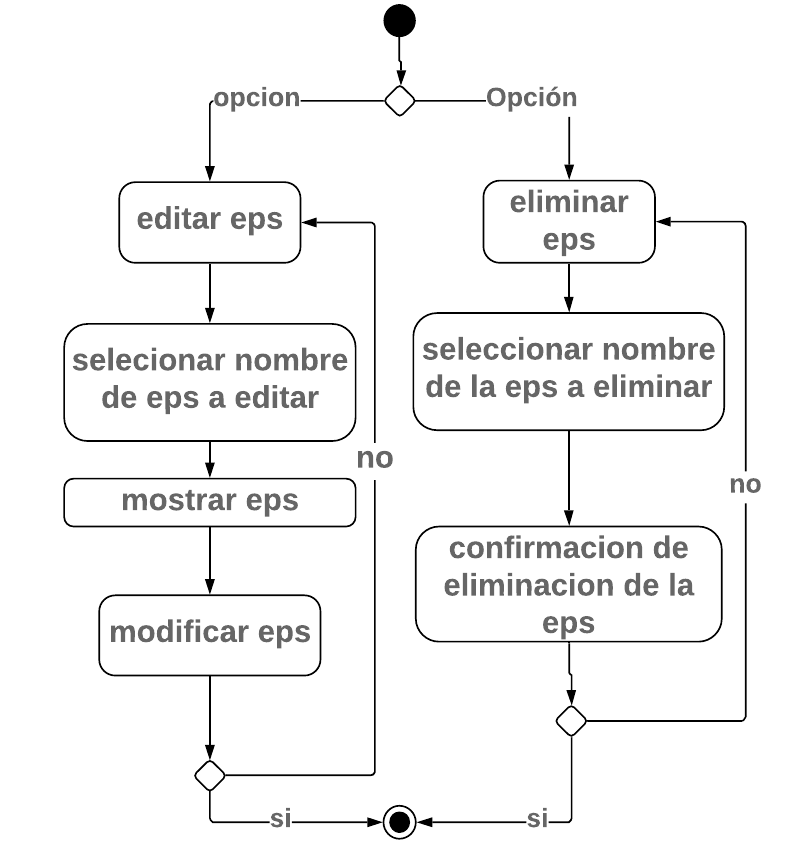 opcion
Opción
editar eps
eliminar
eps
selecionar nombre
de eps a editar
seleccionar nombre
de la eps a eliminar
no
mostrar eps
no
confirmacion de
eliminacion de la
eps
modificar eps
si
si